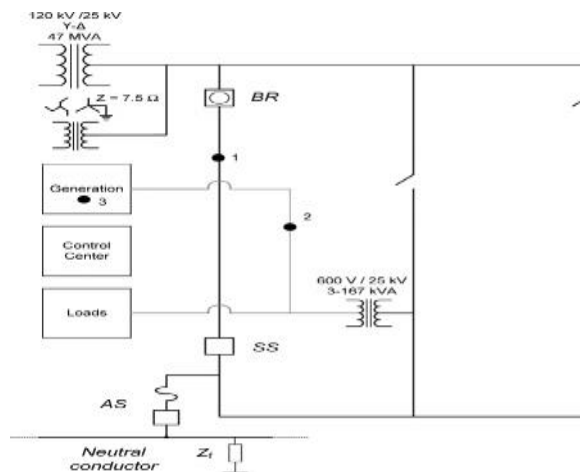 120 kV /25 kV
Y-Δ
47 MVA
Z = 7.5 Ω
BR
1
Generation
3
2
Control
Center
600 V / 25 kV
3-167 kVA
Loads
SS
AS
Neutral
conductor
Zf